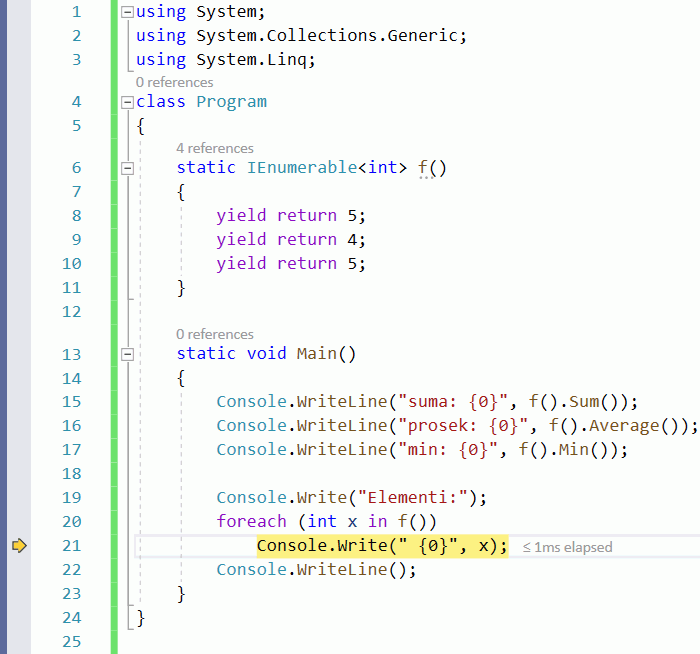 1 using System;
2 using System.Collections.Generic;
3 using System.Linq;
0 references
4 class Program
5 {
4 references
6 static IEnumerable<int> f()
7 {
8 yield return 5;
9 yield return 4;
10 yield return 5;
11 }
12
0 references
13 static void Main()
14 {
15 Console.WriteLine("suma: {0}", f().Sum());
16 Console.WriteLine("prosek: {0}", f().Average());
17 Console.WriteLine("min: {0}", f().Min());
18
19 Console.Write("Elementi:");
20 foreach (int x in f())
21 Console.Write(" {0}", x); ≤ 1ms elapsed
22 Console.WriteLine();
23 }
24 }
25